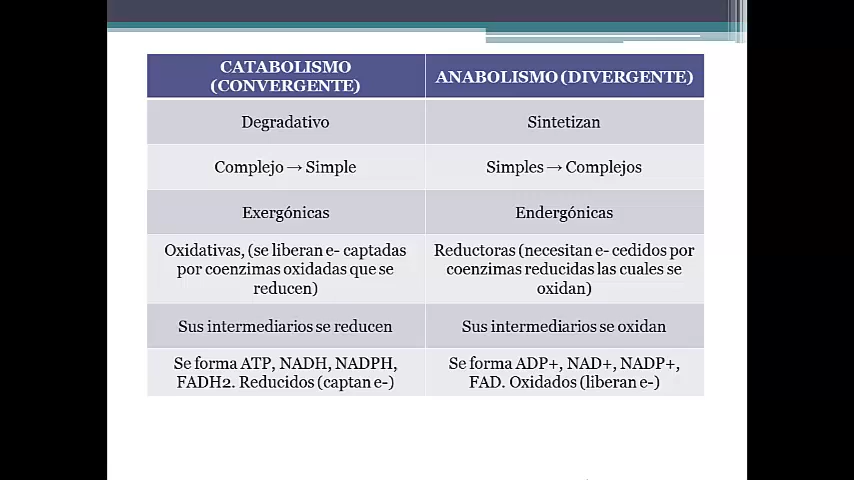 CATABOLISMO
(CONVERGENTE)
ANABOLISMO (DIVERGENTE)
Degradativo
Sintetizan
Complejo → Simple
Simples → Complejos
Exergónicas
Endergónicas
Oxidativas, (se liberan e- captadas
por coenzimas oxidadas que se
reducen)
Reductoras (necesitan e- cedidos por
coenzimas reducidas las cuales se
oxidan)
Sus intermediarios se reducen
Sus intermediarios se oxidan
Se forma ATP, NADH, NADPH,
FADH2. Reducidos (captan e-)
Se forma ADP+, NAD+, NADP+,
FAD. Oxidados (liberan e-)